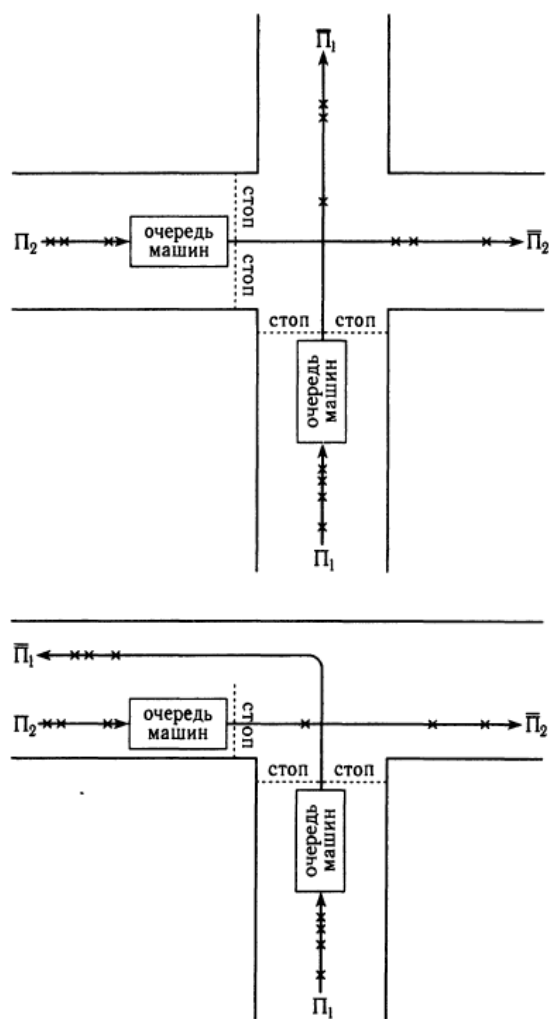 П̅₁
стоп
П₂
очередь
машин
П̅₂
стоп
стоп
стоп
очередь
машин
П₁
П̅₁
П₂
очередь
машин
стоп
П̅₂
стоп
стоп
очередь
машин
П₁